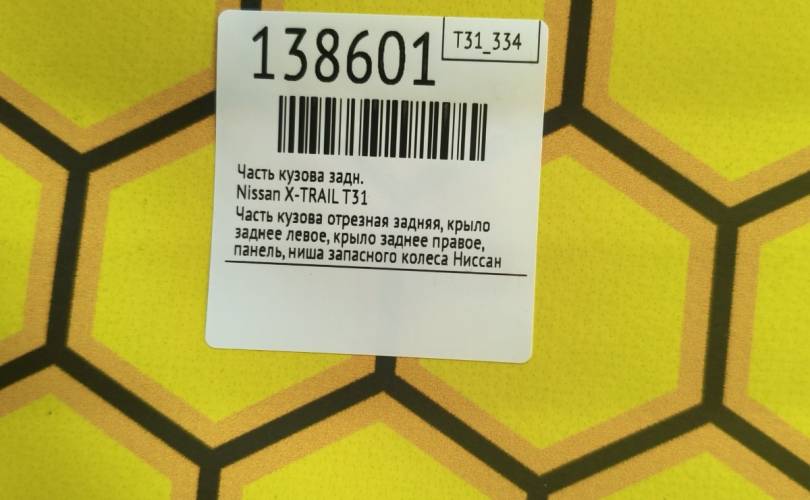 138601
T31_334
Часть кузова задн.
Nissan X-TRAIL T31
Часть кузова отрезная задняя, крыло
заднее левое, крыло заднее правое,
панель, ниша запасного колеса Ниссан